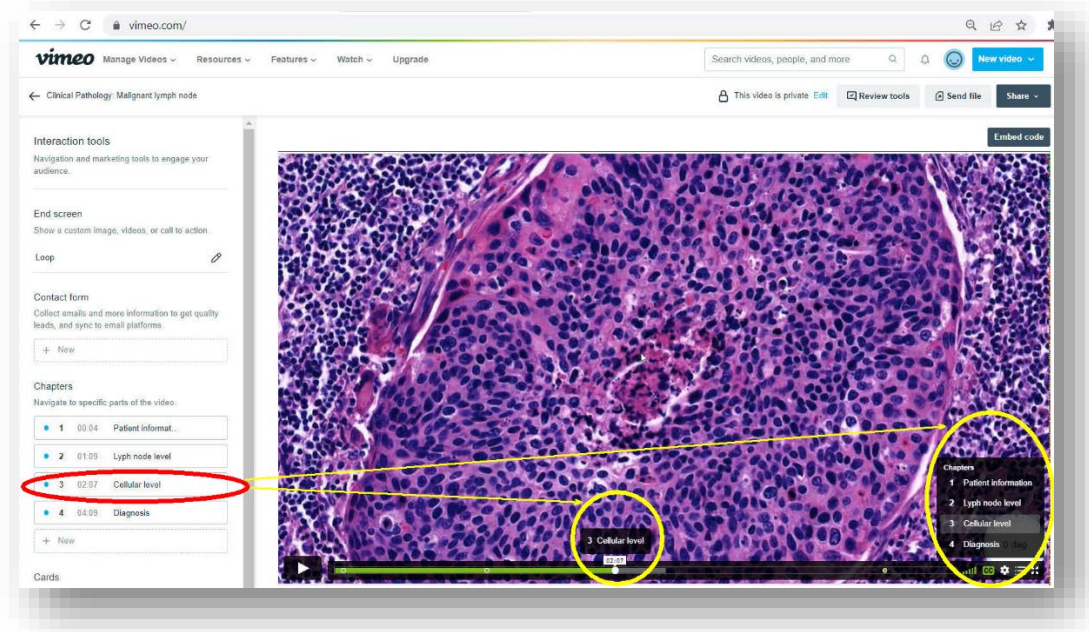 vimeo.com/
vimeo Manage Videos Resources Features Watch Upgrade Search videos, people, and more New video
Clinical Pathology: Malignant lymph node This video is private Edit Review tools Send file Share
Embed code
Interaction tools
Navigation and marketing tools to engage your
audience.
End screen
Show a custom image, videos, or call to action.
Loop
Contact form
Collect emails and more information to get quality
leads, and sync to email platforms.
+ New
Chapters
Navigate to specific parts of the video.
1 00:04 Patient informat...
2 01:09 Lyph node level
3 02:07 Cellular level
4 04:09 Diagnosis
+ New
Cards
3 Cellular level
02:07
Chapters
1 Patient information
2 Lyph node level
3 Cellular level
4 Diagnosis
CC